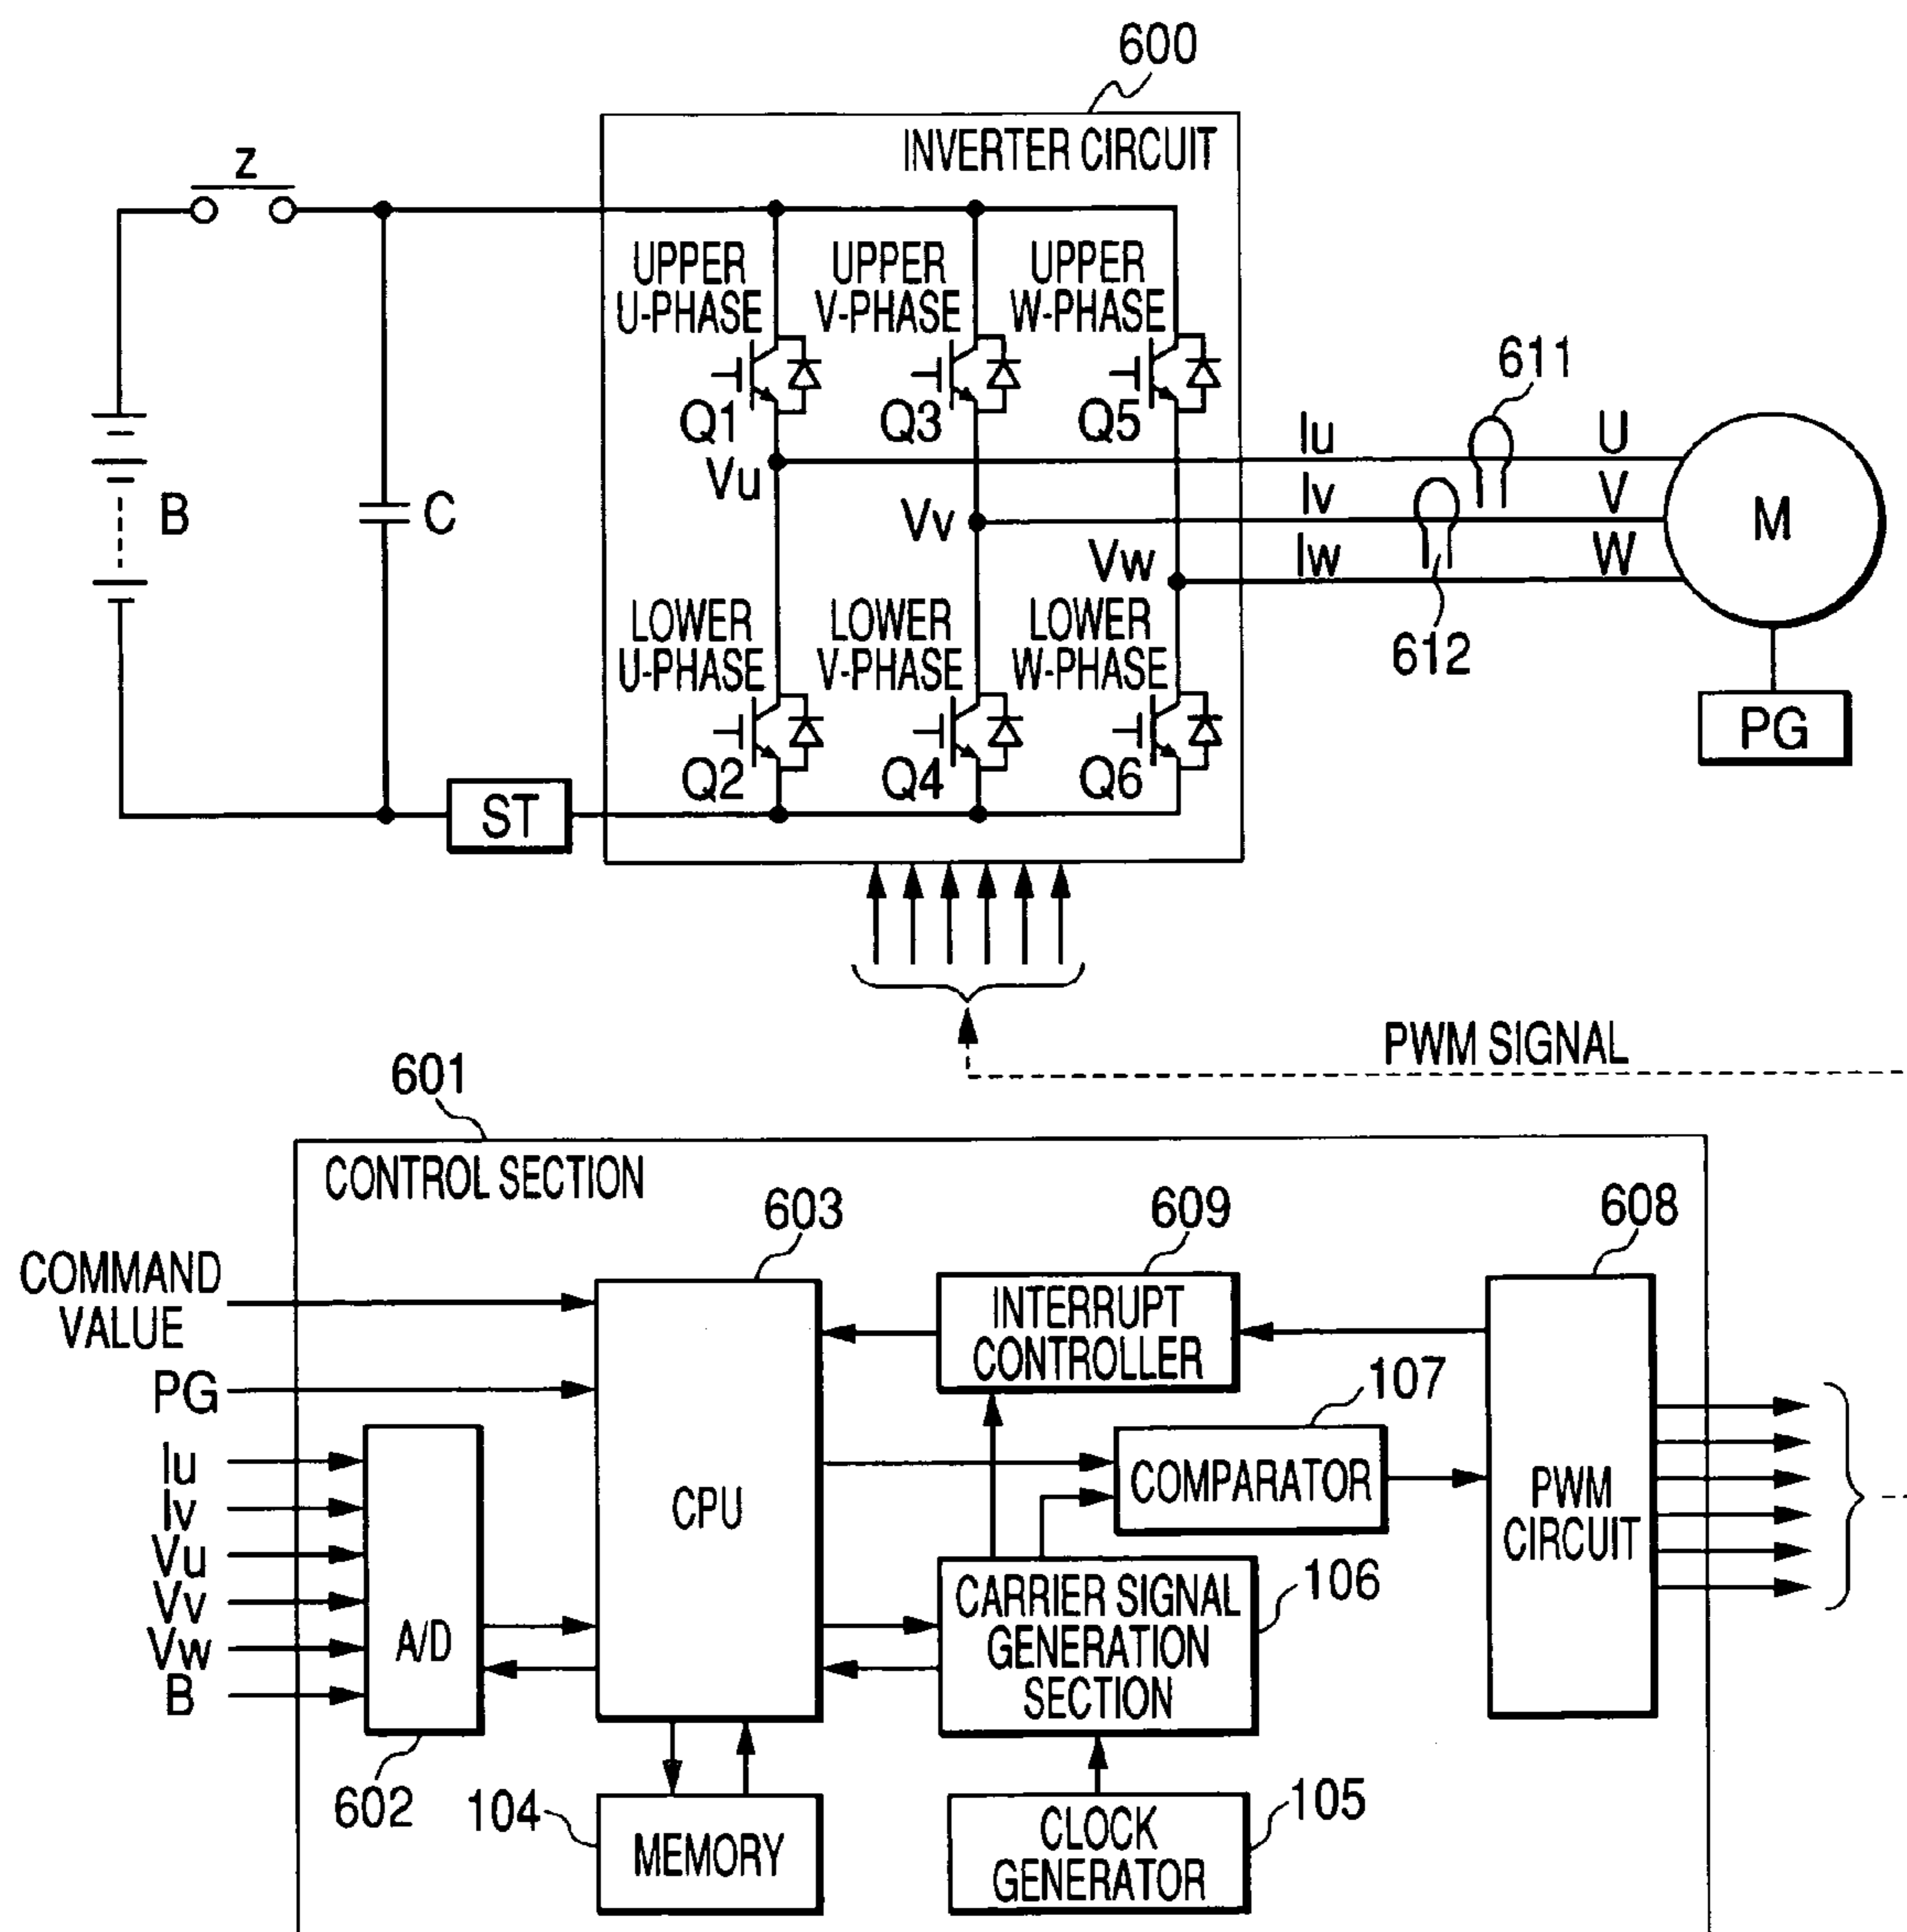 600
INVERTER CIRCUIT
z
UPPER
U-PHASE
UPPER
V-PHASE
UPPER
W-PHASE
Q1
Q3
Q5
611
Iu
U
Vu
Iv
V
B
C
Vv
M
Vw
Iw
W
612
LOWER
U-PHASE
LOWER
V-PHASE
LOWER
W-PHASE
PG
Q2
Q4
Q6
ST
PWM SIGNAL
601
CONTROL SECTION
603
609
608
COMMAND
VALUE
INTERRUPT
CONTROLLER
PG
107
Iu
Iv
Vu
Vv
Vw
B
A/D
CPU
COMPARATOR
PWM
CIRCUIT
CARRIER SIGNAL
GENERATION
SECTION
106
602
104
MEMORY
CLOCK
GENERATOR
105